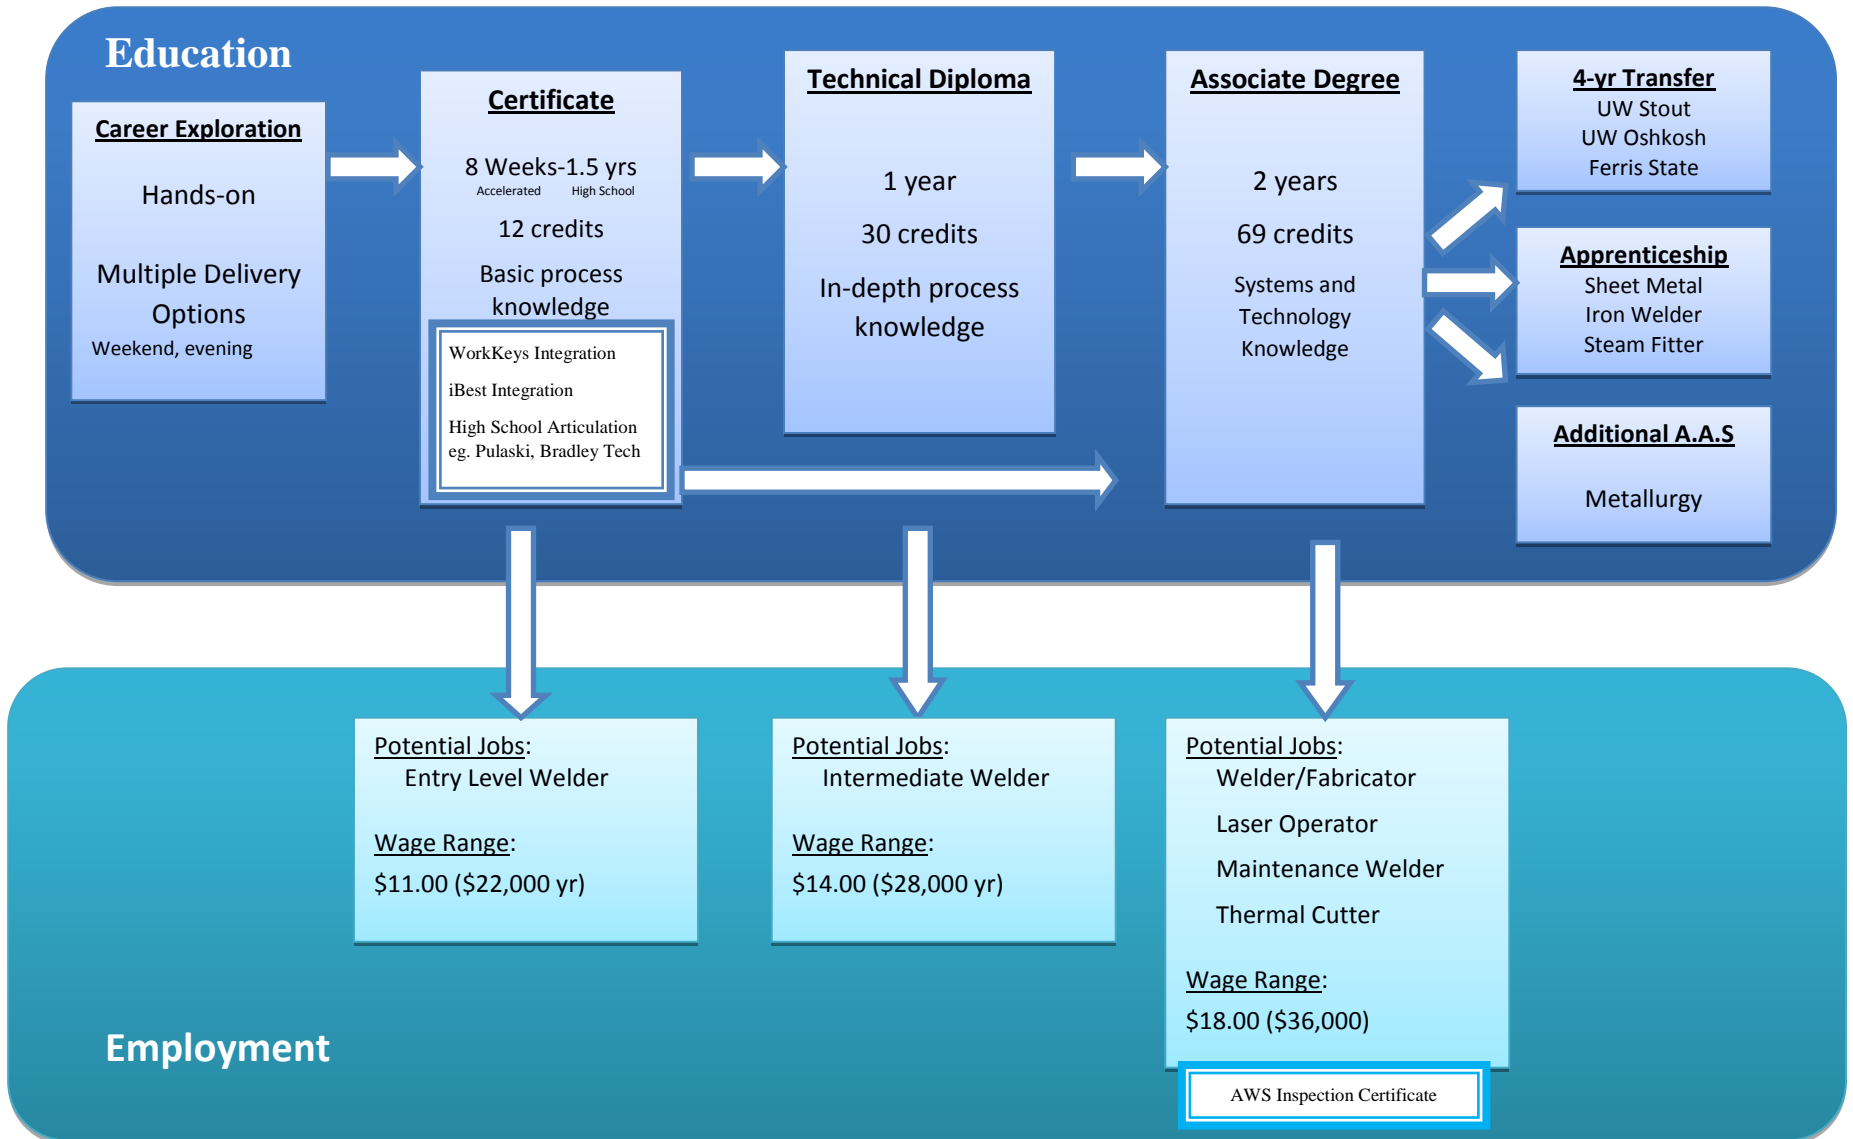 Education
Career Exploration
Hands-on
Multiple Delivery
Options
Weekend, evening
Certificate
8 Weeks-1.5 yrs
Accelerated High School
12 credits
Basic process
knowledge
WorkKeys Integration
iBest Integration
High School Articulation
eg. Pulaski, Bradley Tech
Technical Diploma
1 year
30 credits
In-depth process
knowledge
Associate Degree
2 years
69 credits
Systems and
Technology
Knowledge
4-yr Transfer
UW Stout
UW Oshkosh
Ferris State
Apprenticeship
Sheet Metal
Iron Welder
Steam Fitter
Additional A.A.S
Metallurgy
Potential Jobs:
Entry Level Welder
Wage Range:
$11.00 ($22,000 yr)
Potential Jobs:
Intermediate Welder
Wage Range:
$14.00 ($28,000 yr)
Potential Jobs:
Welder/Fabricator
Laser Operator
Maintenance Welder
Thermal Cutter
Wage Range:
$18.00 ($36,000)
AWS Inspection Certificate
Employment